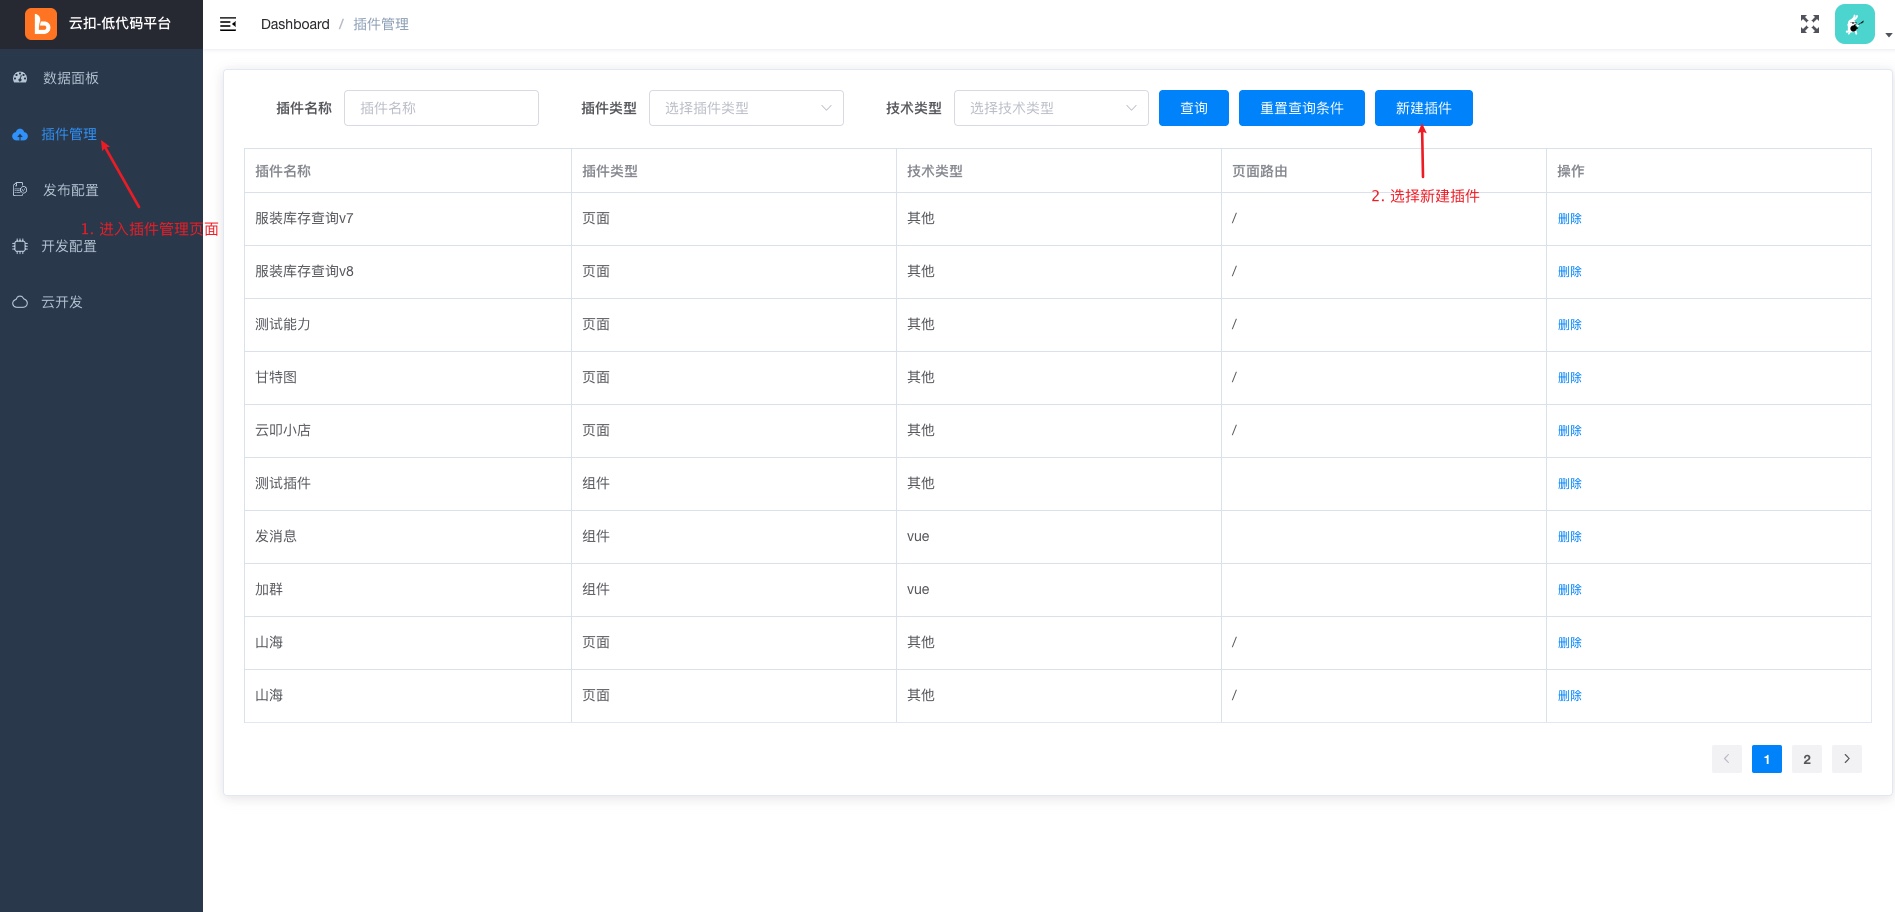 云扣-低代码平台
Dashboard / 插件管理
数据面板
插件管理
发布配置
1. 进入插件管理页面
开发配置
云开发
插件名称 插件名称 插件类型 选择插件类型 技术类型 选择技术类型 查询 重置查询条件 新建插件
2. 选择新建插件
插件名称 插件类型 技术类型 页面路由 操作
服装库存查询v7 页面 其他 / 删除
服装库存查询v8 页面 其他 / 删除
测试能力 页面 其他 / 删除
甘特图 页面 其他 / 删除
云叩小店 页面 其他 / 删除
测试插件 组件 其他 删除
发消息 组件 vue 删除
加群 组件 vue 删除
山海 页面 其他 / 删除
山海 页面 其他 / 删除
1 2